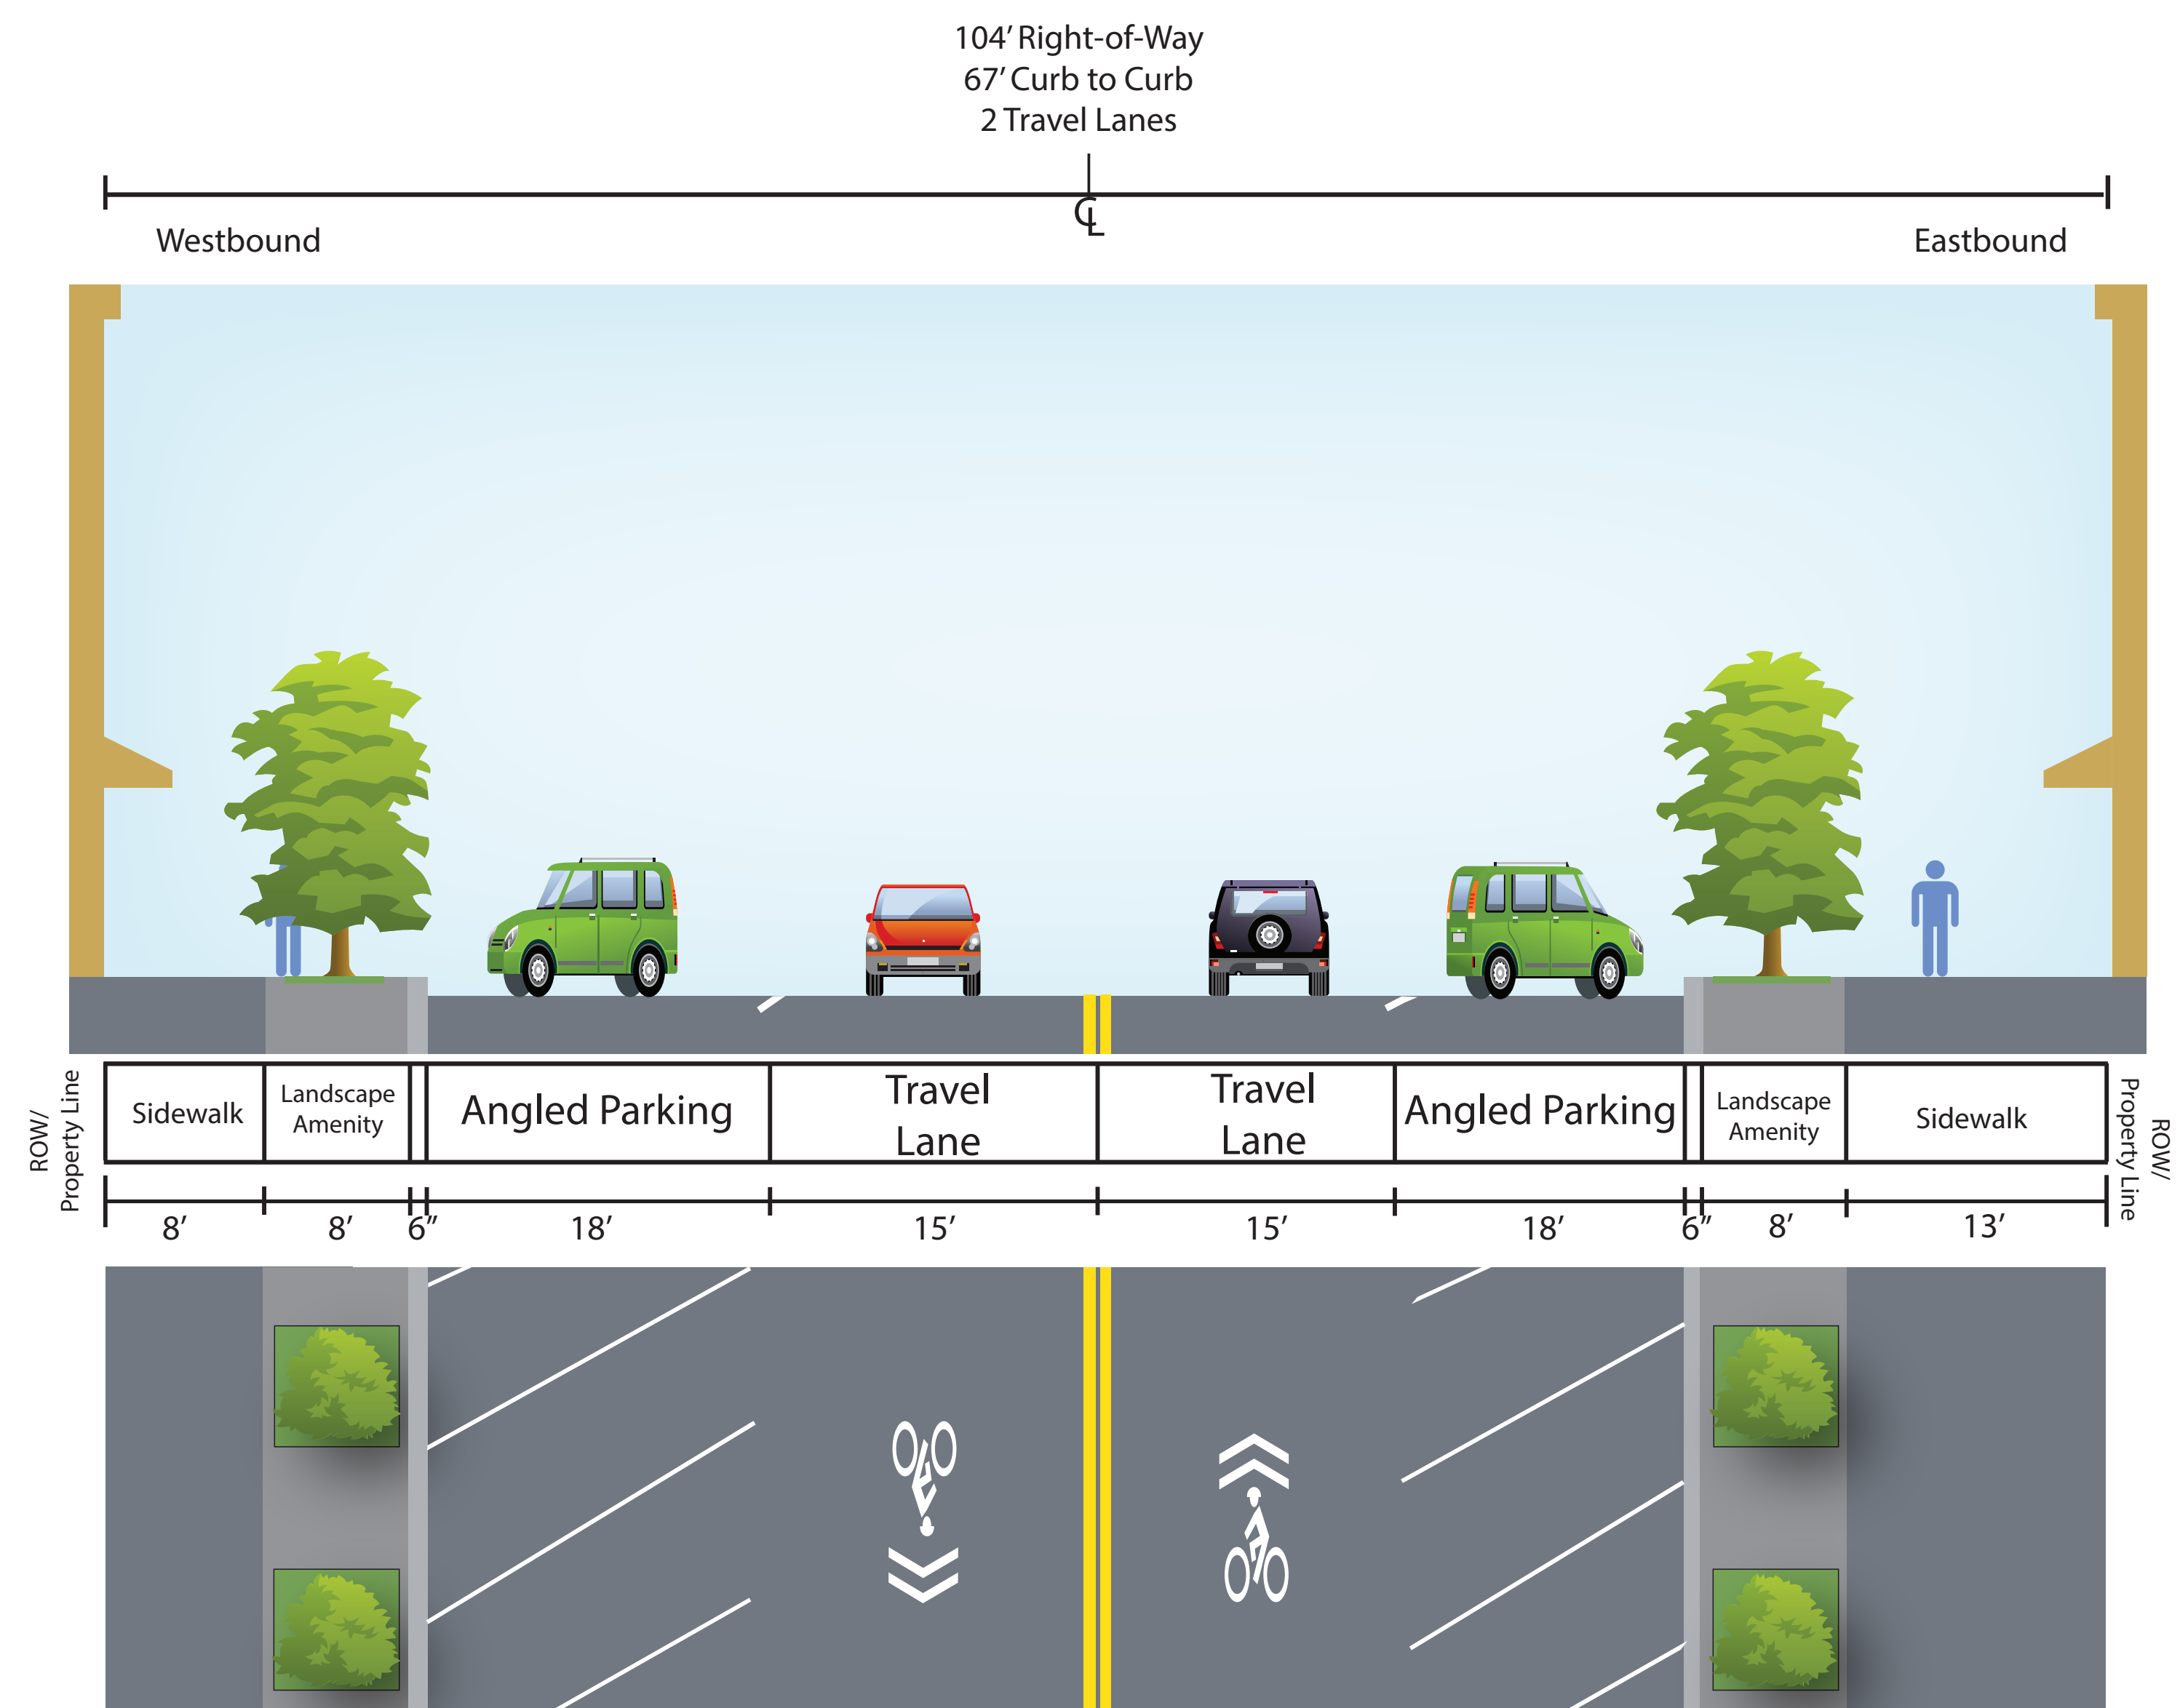 104’ Right-of-Way
67’ Curb to Curb
2 Travel Lanes
℄
Westbound
Eastbound
ROW/
Property Line
Sidewalk
Landscape
Amenity
Angled Parking
Travel
Lane
Travel
Lane
Angled Parking
Landscape
Amenity
Sidewalk
ROW/
Property Line
8’
8’
6”
18’
15’
15’
18’
6”
8’
13’